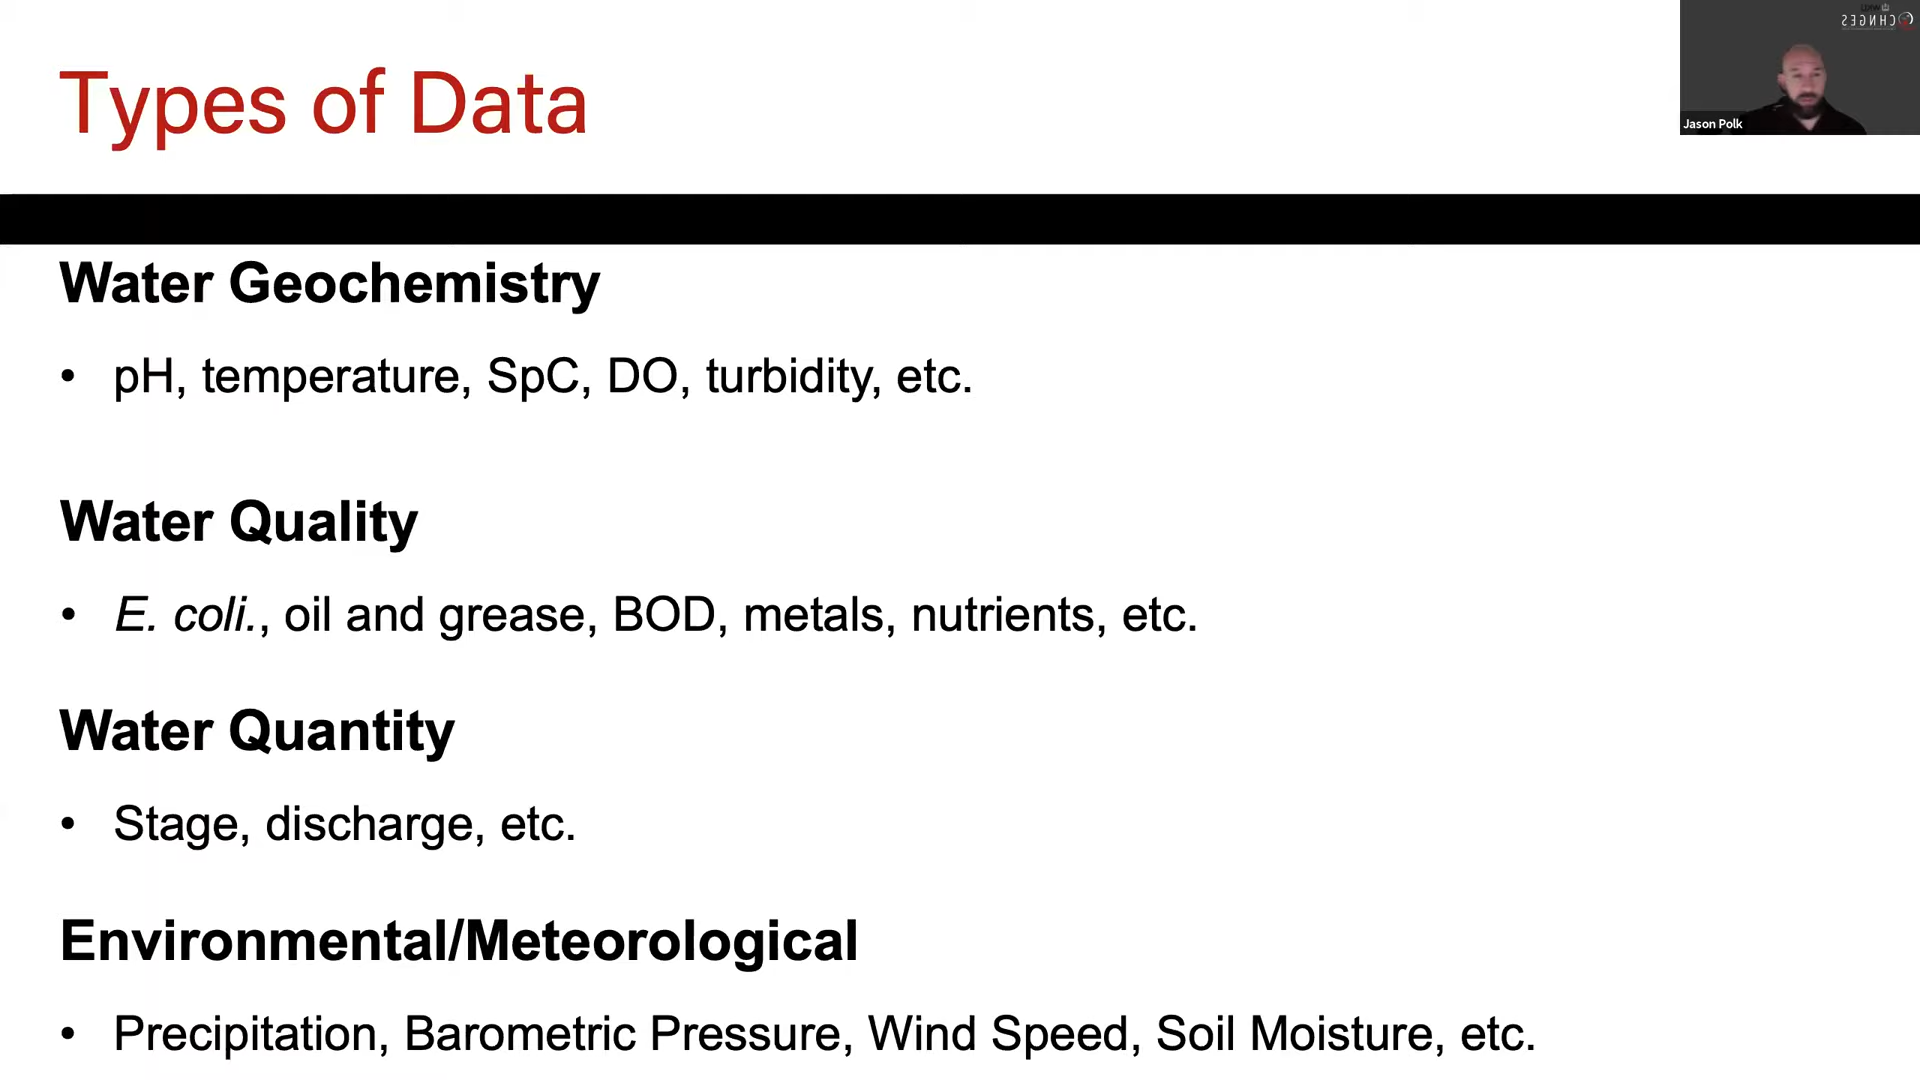 Types of Data
CHNGES
Jason Polk
Water Geochemistry
• pH, temperature, SpC, DO, turbidity, etc.
Water Quality
• E. coli., oil and grease, BOD, metals, nutrients, etc.
Water Quantity
• Stage, discharge, etc.
Environmental/Meteorological
• Precipitation, Barometric Pressure, Wind Speed, Soil Moisture, etc.